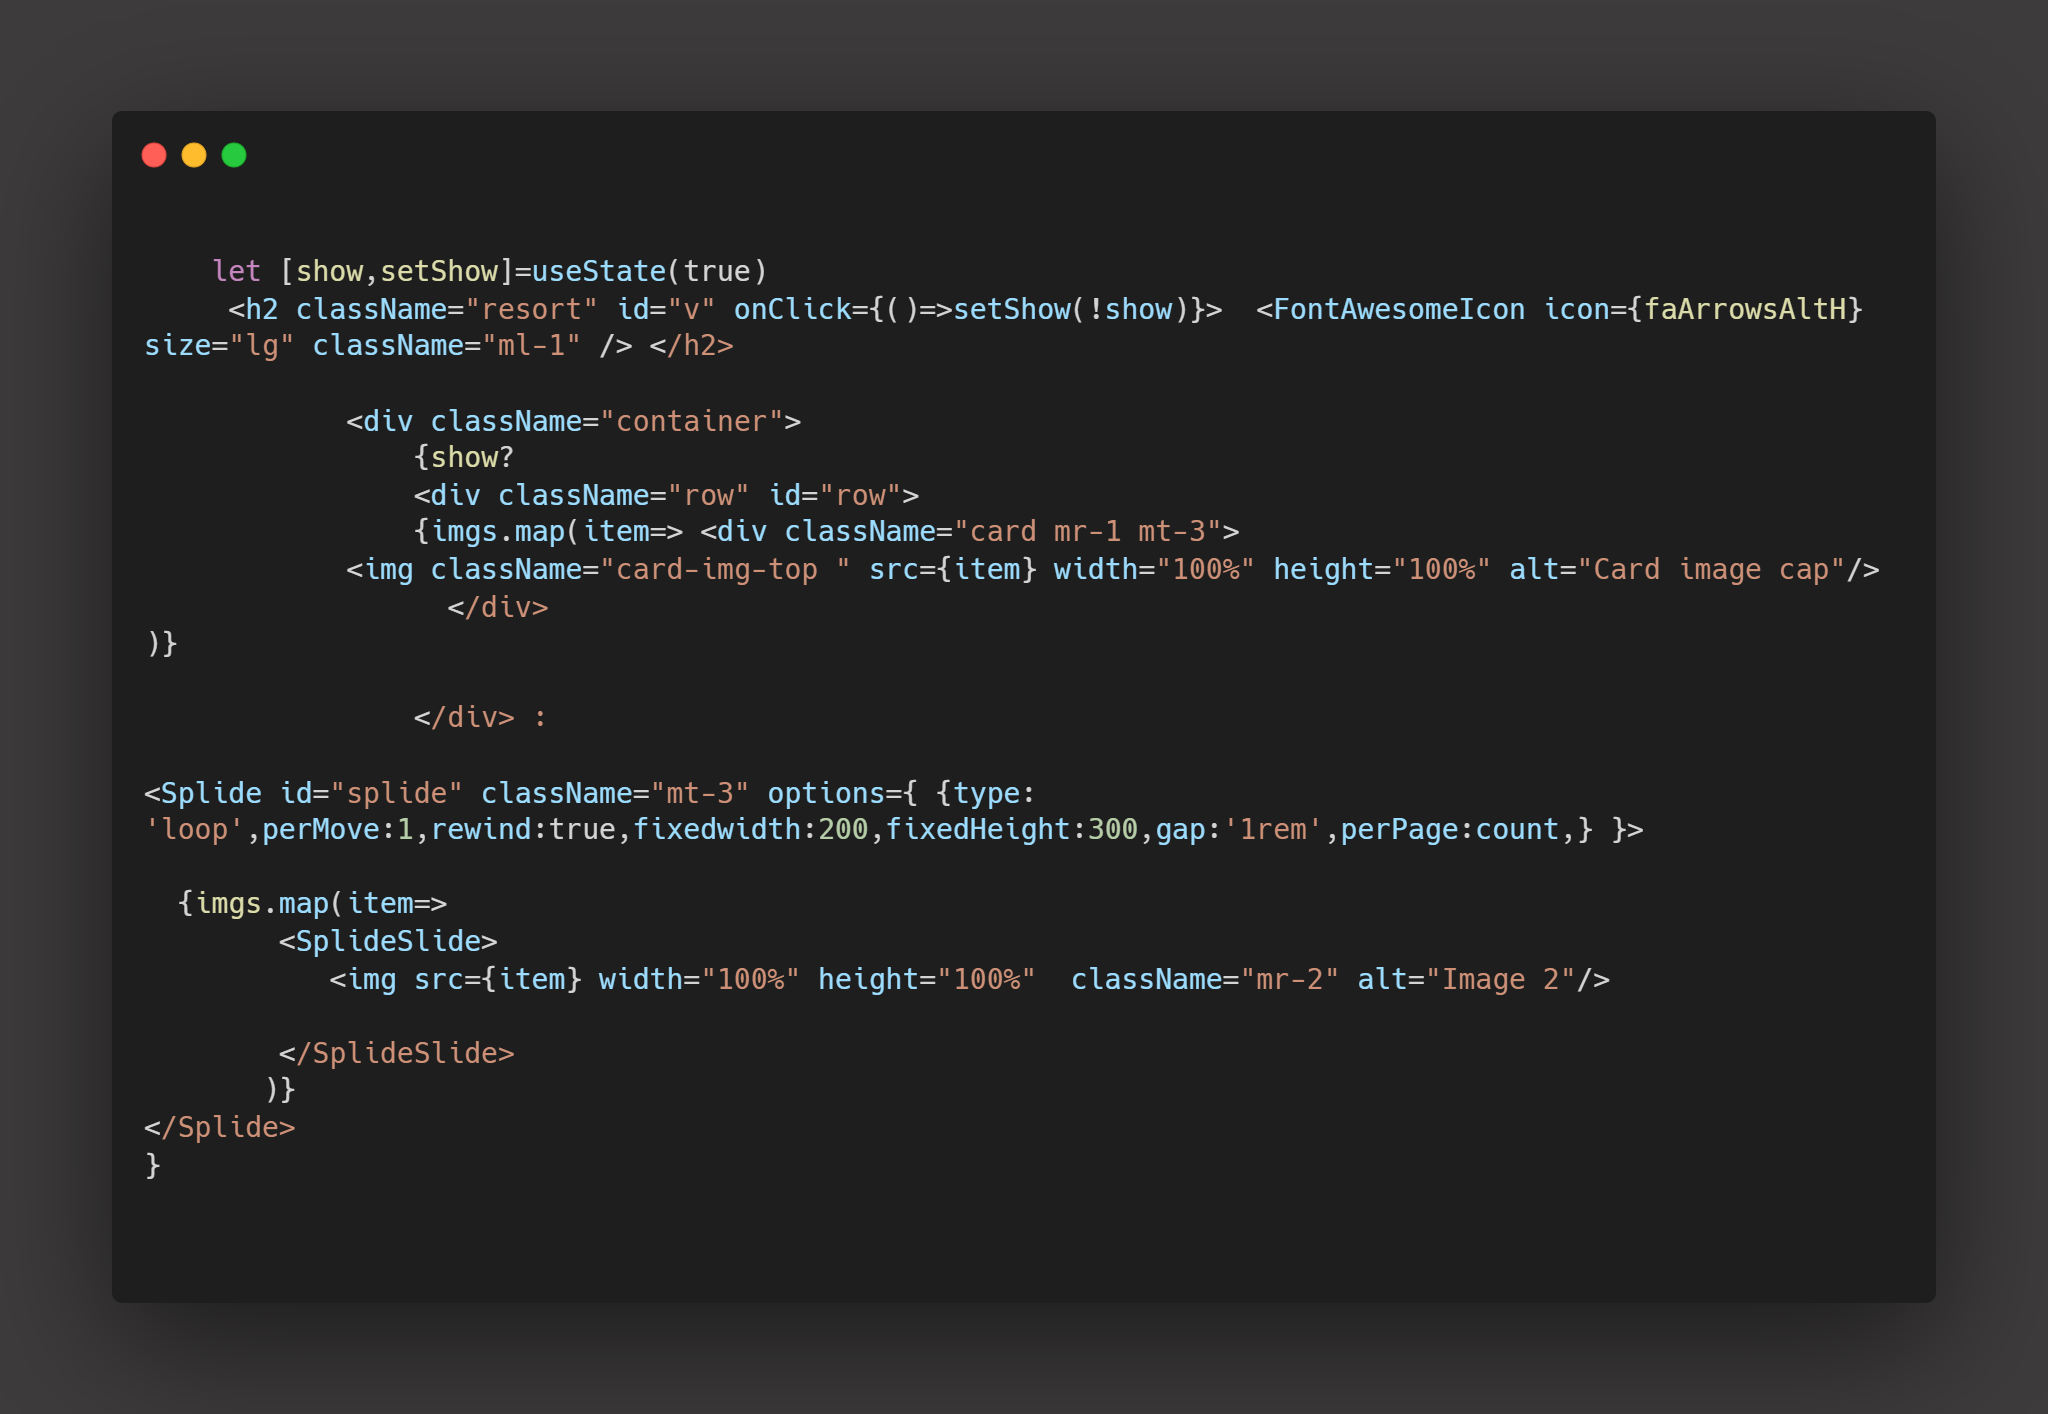 let [show,setShow]=useState(true)
<h2 className="resort" id="v" onClick={()=>setShow(!show)}>  <FontAwesomeIcon icon={faArrowsAltH}
size="lg" className="ml-1" /> </h2>
<div className="container">
{show?
<div className="row" id="row">
{imgs.map(item=> <div className="card mr-1 mt-3">
<img className="card-img-top " src={item} width="100%" height="100%" alt="Card image cap"/>
</div>
)}
</div> :
<Splide id="splide" className="mt-3" options={ {type:
'loop',perMove:1,rewind:true,fixedwidth:200,fixedHeight:300,gap:'1rem',perPage:count,} }>
{imgs.map(item=>
<SplideSlide>
<img src={item} width="100%" height="100%"  className="mr-2" alt="Image 2"/>
</SplideSlide>
)}
</Splide>
}